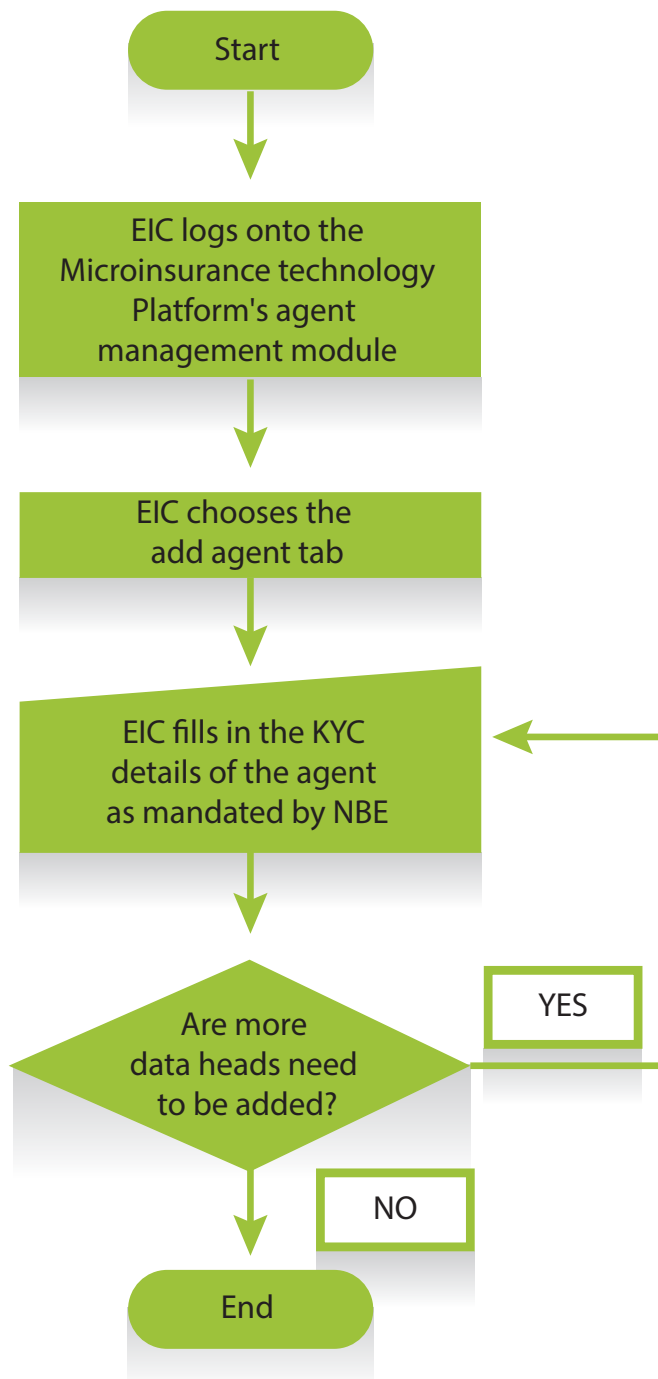 Start
EIC logs onto the
Microinsurance technology
Platform's agent
management module
EIC chooses the
add agent tab
EIC fills in the KYC
details of the agent
as mandated by NBE
Are more
data heads need
to be added?
YES
NO
End